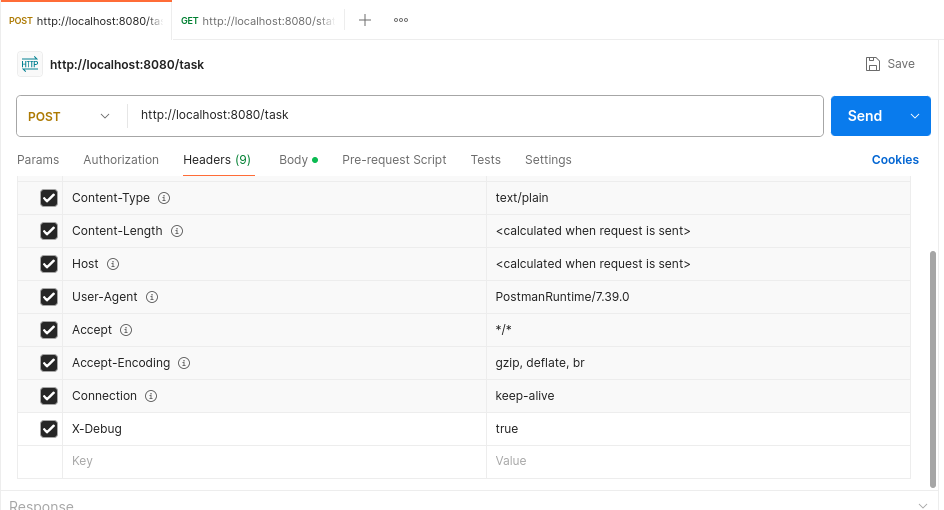 POST http://localhost:8080/ta GET http://localhost:8080/sta
HTTP http://localhost:8080/task Save
POST http://localhost:8080/task Send
Params Authorization Headers (9) Body Pre-request Script Tests Settings Cookies
Content-Type text/plain
Content-Length <calculated when request is sent>
Host <calculated when request is sent>
User-Agent PostmanRuntime/7.39.0
Accept */*
Accept-Encoding gzip, deflate, br
Connection keep-alive
X-Debug true
Key Value
Response